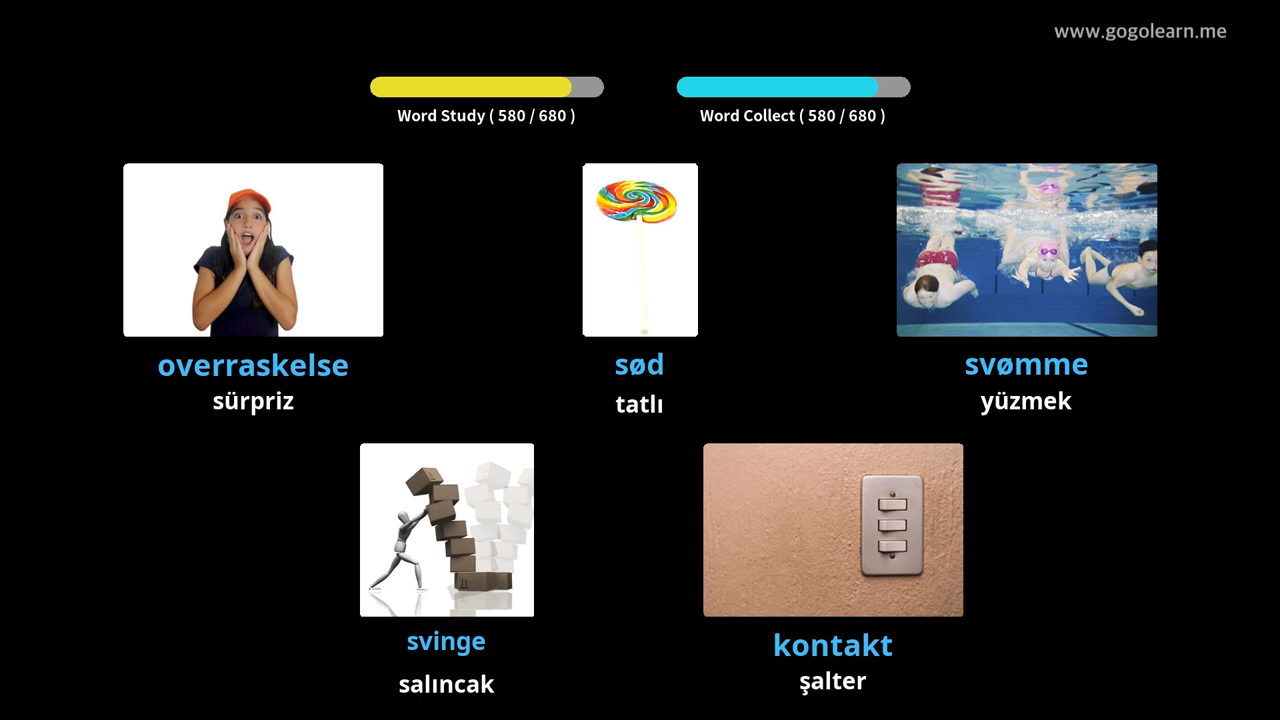 www.gogolearn.me
Word Study ( 580 / 680 )
Word Collect ( 580 / 680 )
overraskelse
sürpriz
sød
tatlı
svømme
yüzmek
svinge
salıncak
kontakt
şalter